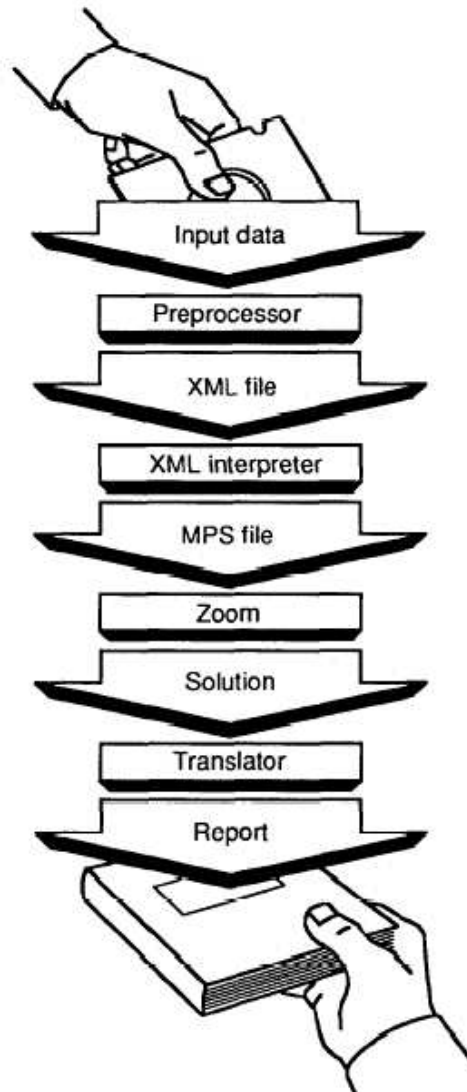 Input data
Preprocessor
XML file
XML interpreter
MPS file
Zoom
Solution
Translator
Report